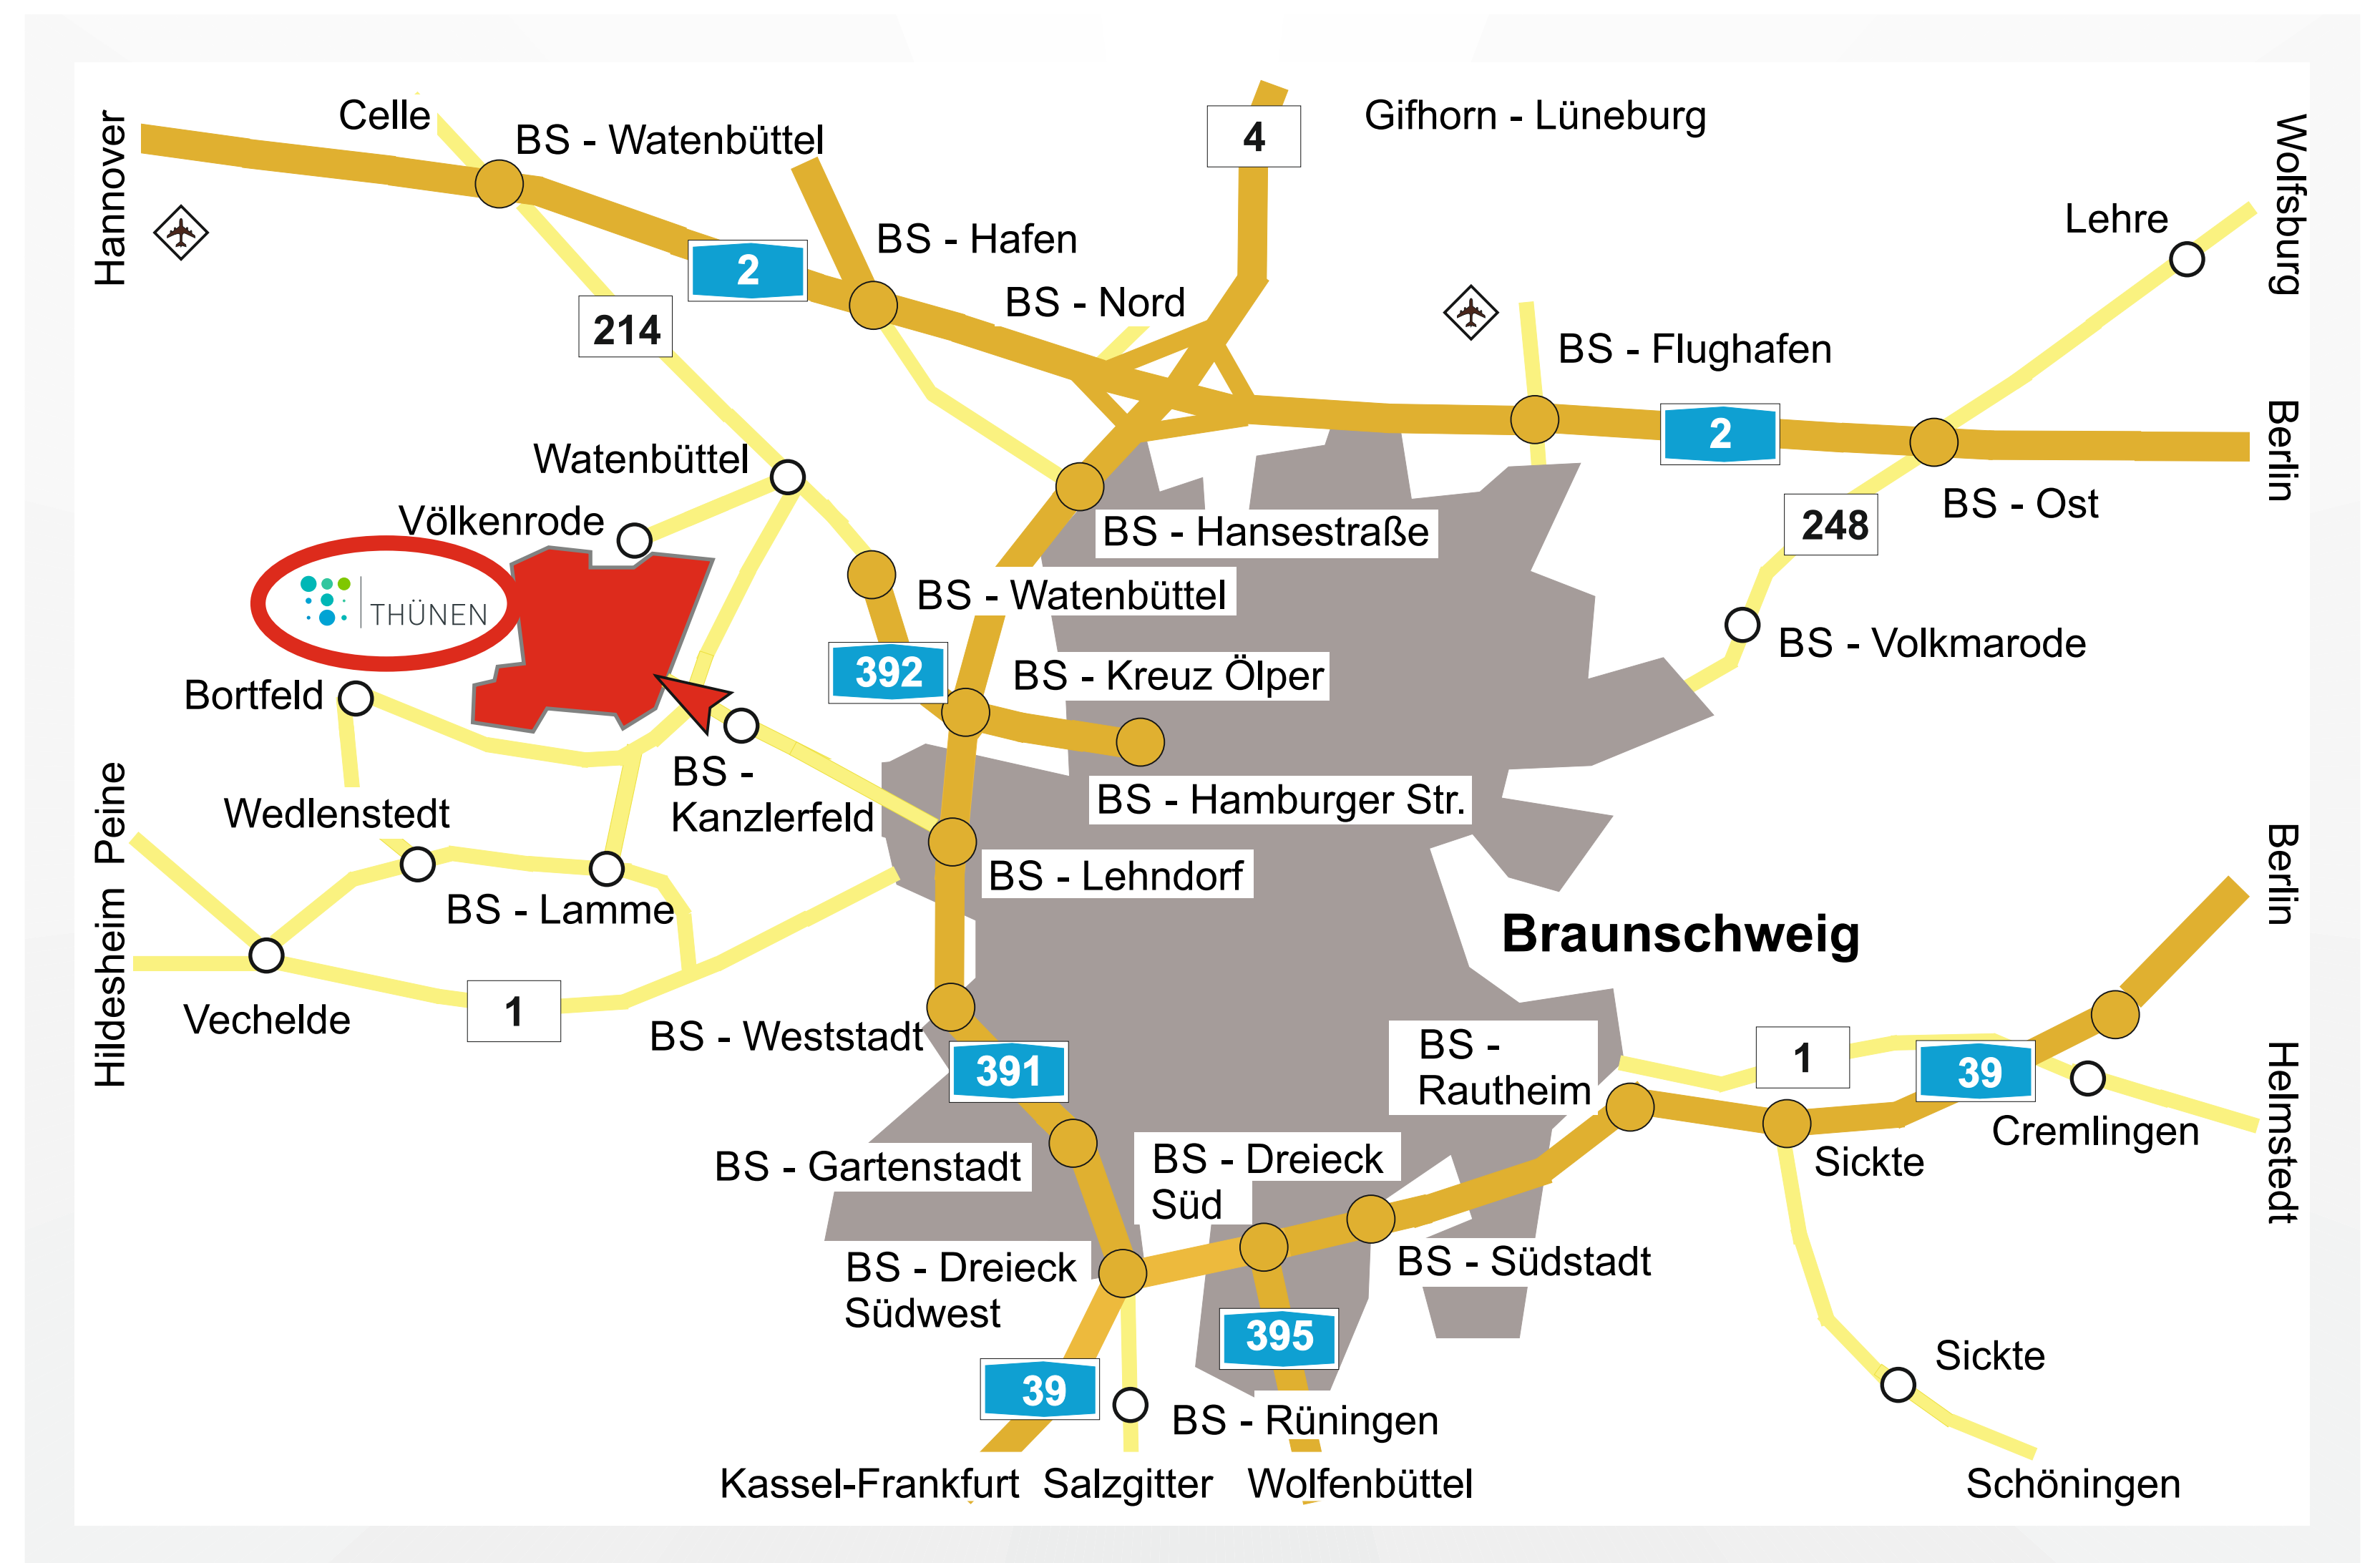 Hannover
Celle
BS - Watenbüttel
4
Gifhorn - Lüneburg
Wolfsburg
Lehre
BS - Hafen
2
BS - Nord
214
BS - Flughafen
2
Berlin
Watenbüttel
BS - Ost
Völkenrode
248
BS - Hansestraße
THÜNEN
BS - Watenbüttel
BS - Volkmarode
392
BS - Kreuz Ölper
Bortfeld
BS -
Kanzlerfeld
BS - Hamburger Str.
Peine
Wedlenstedt
BS - Lehndorf
Berlin
BS - Lamme
Braunschweig
Hildesheim
Vechelde
1
BS - Weststadt
391
BS -
Rautheim
1
39
Helmstedt
Cremlingen
BS - Gartenstadt
BS - Dreieck
Süd
Sickte
BS - Dreieck
Südwest
BS - Südstadt
395
39
Sickte
BS - Rüningen
Kassel-Frankfurt
Salzgitter
Wolfenbüttel
Schöningen